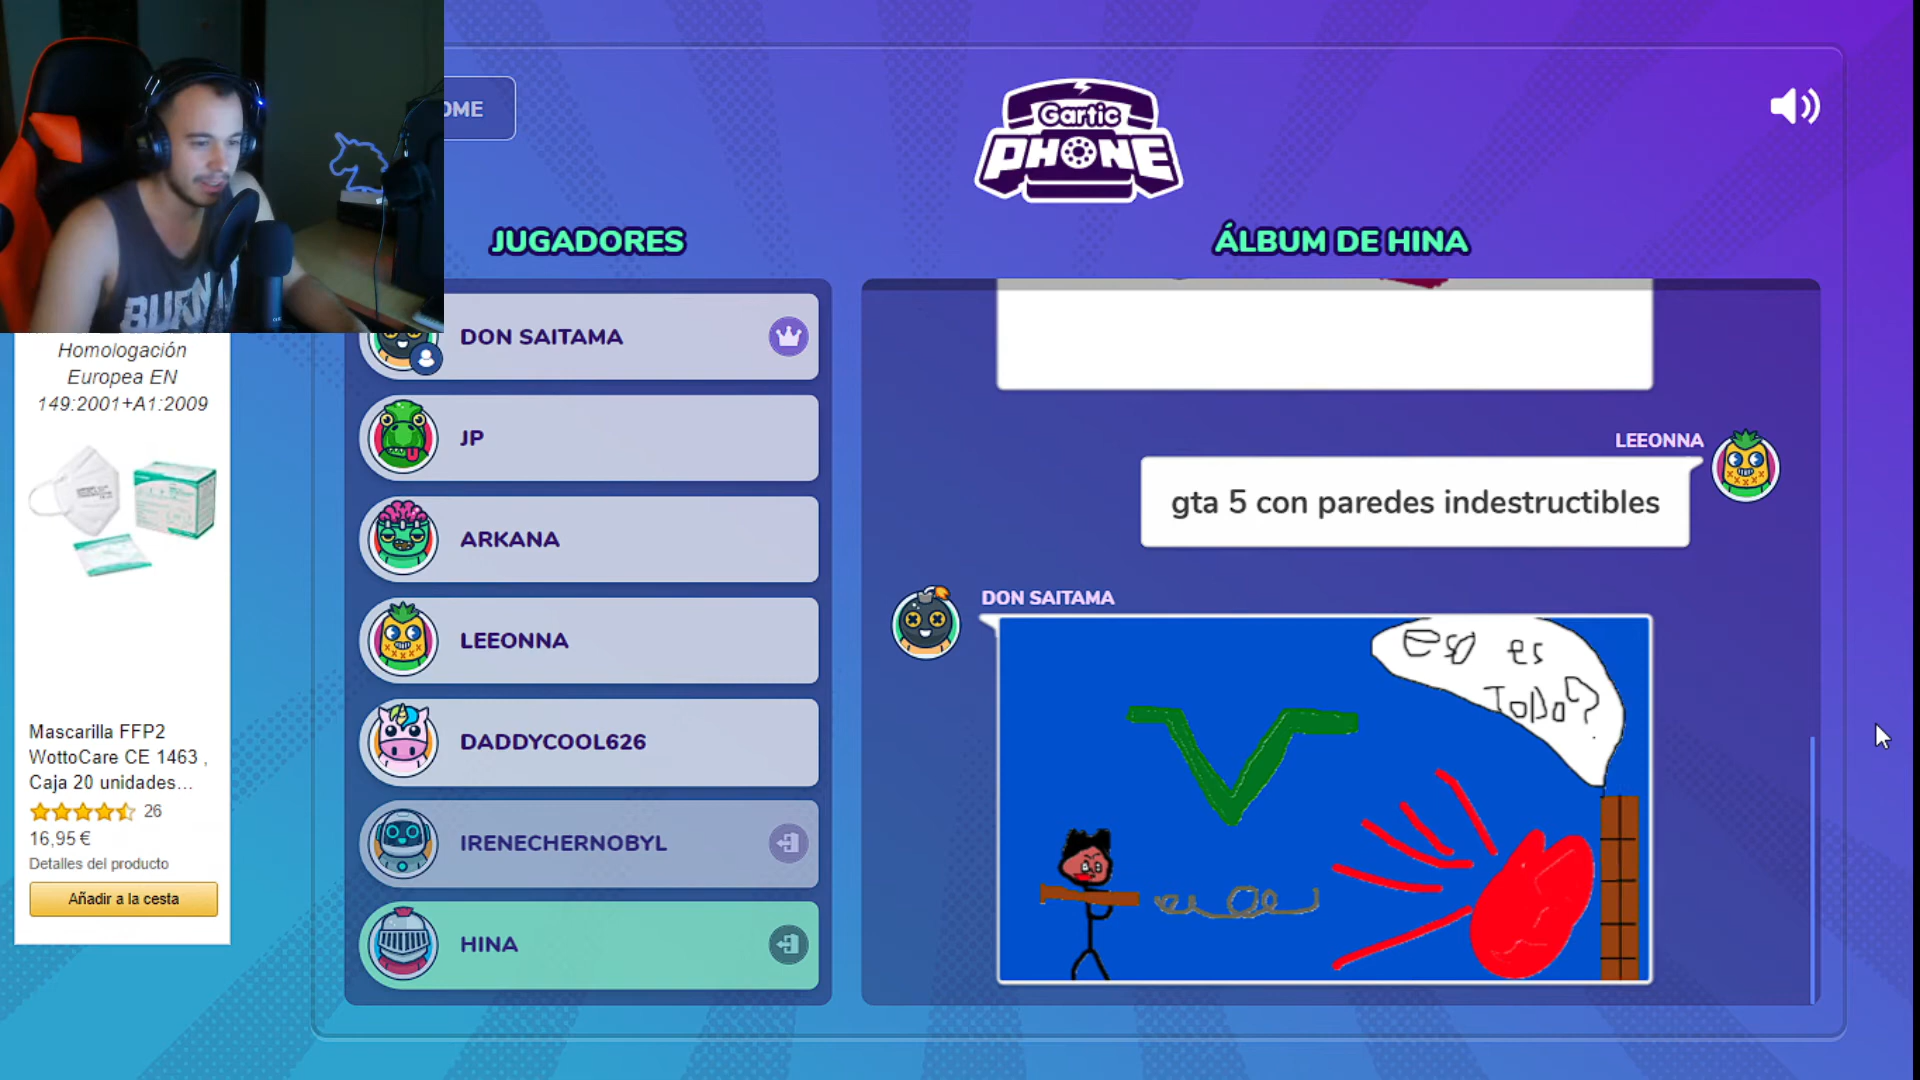 OME
Gartic
PHONE
JUGADORES
ÁLBUM DE HINA
BURN
Homologación
Europea EN
149:2001+A1:2009
Mascarilla FFP2
WottoCare CE 1463 ,
Caja 20 unidades...
26
16,95 €
Detalles del producto
Añadir a la cesta
DON SAITAMA
JP
ARKANA
LEEONNA
DADDYCOOL626
IRENECHERNOBYL
HINA
LEEONNA
gta 5 con paredes indestructibles
DON SAITAMA
eso es
ToDo?
V